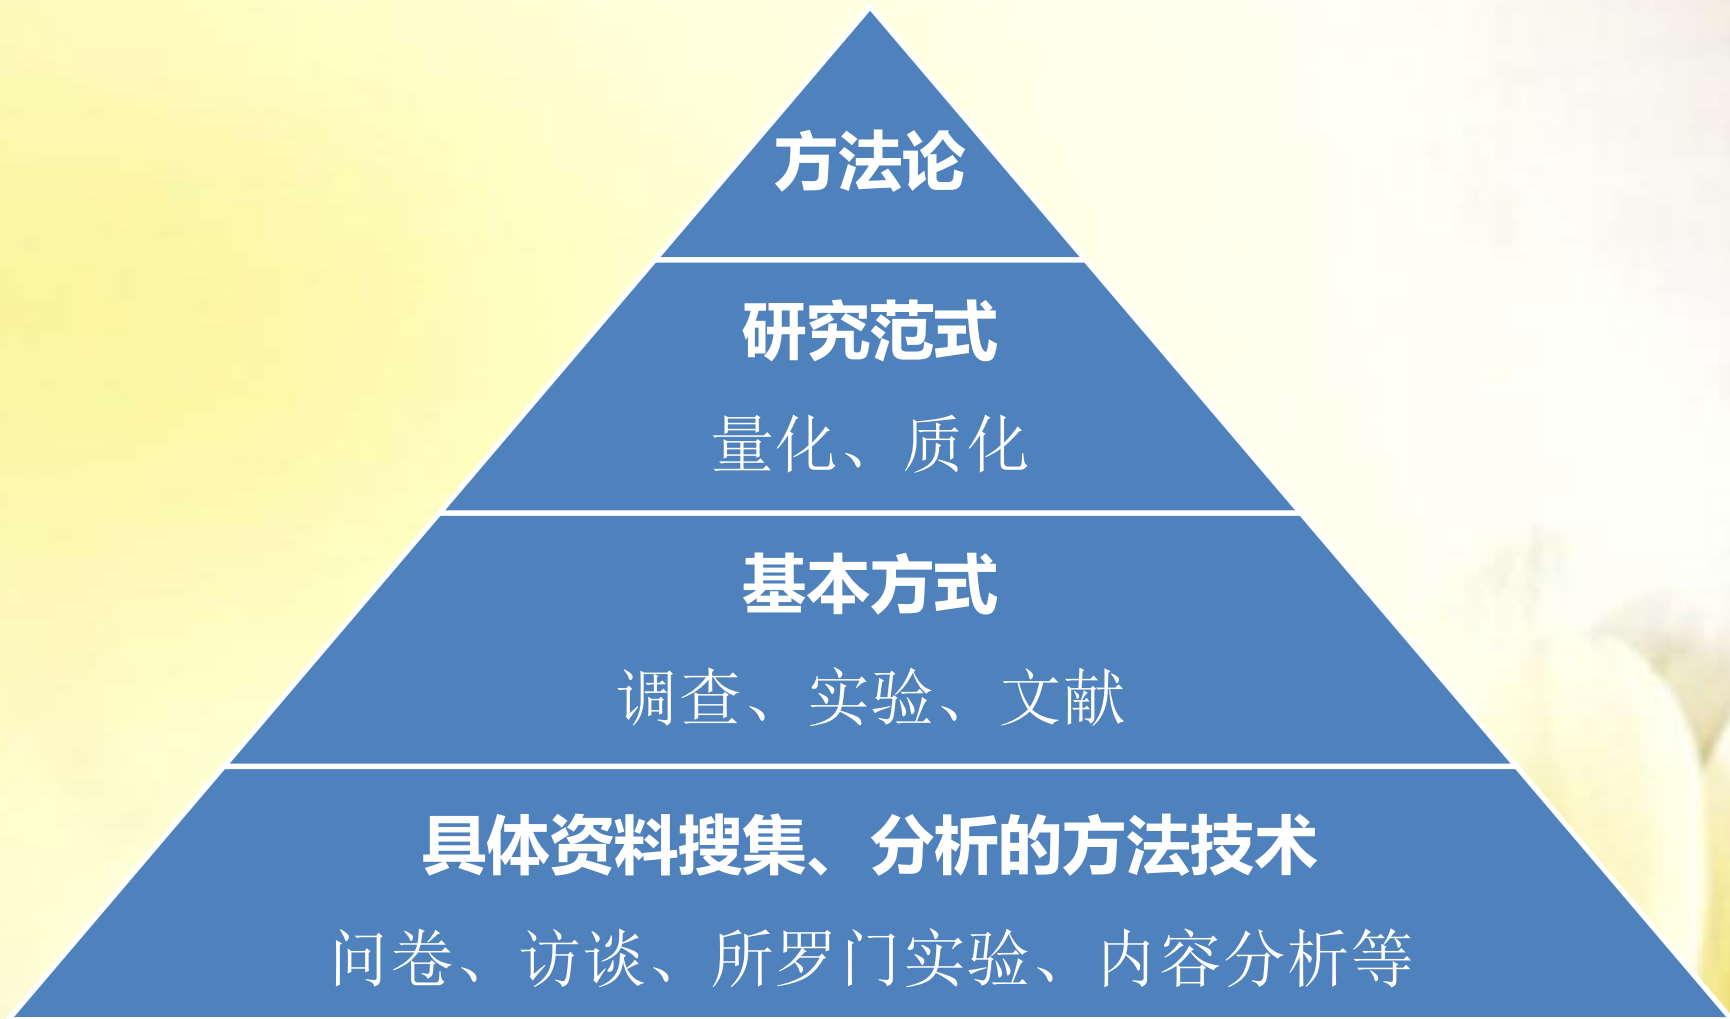 方法论
研究范式
量化、质化
基本方式
调查、实验、文献
具体资料搜集、分析的方法技术
问卷、访谈、所罗门实验、内容分析等